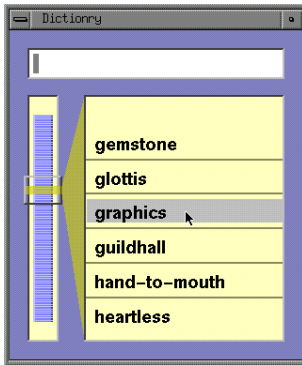 Dictionry
gemstone
glottis
graphics
guildhall
hand-to-mouth
heartless